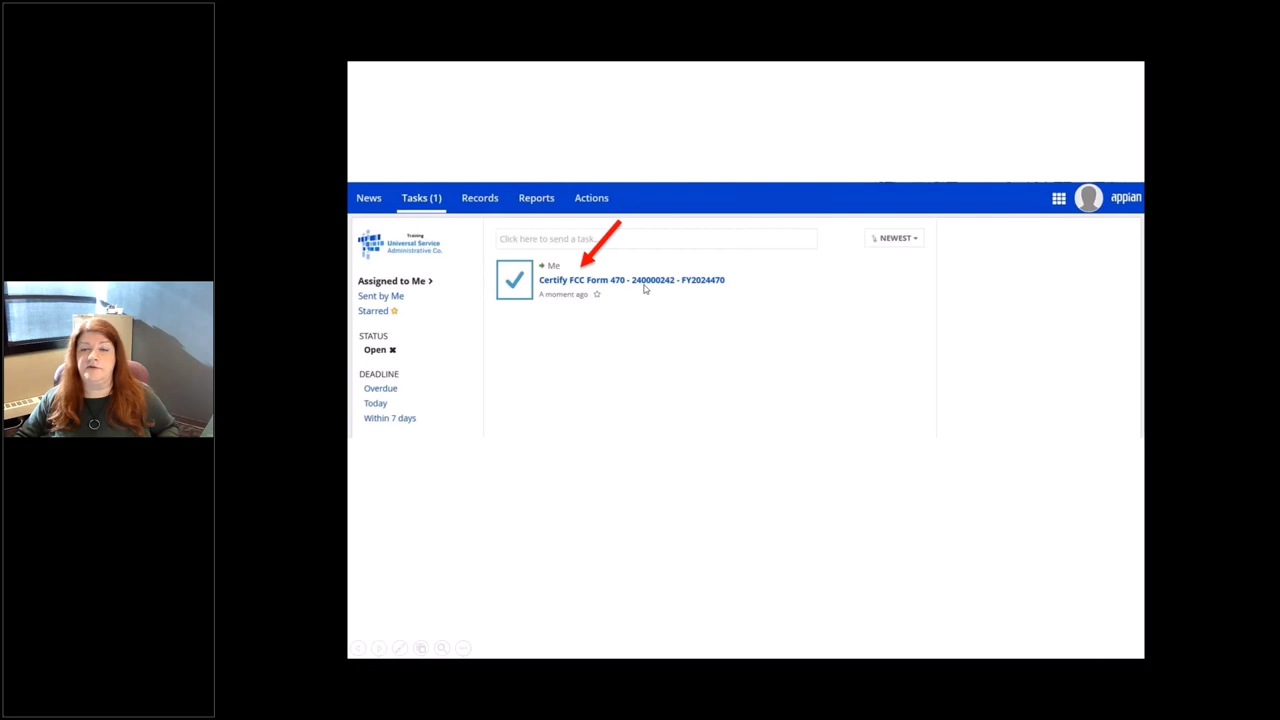 News Tasks (1) Records Reports Actions appian
Training
Universal Service
Administrative Co.
Assigned to Me
Sent by Me
Starred
STATUS
Open
DEADLINE
Overdue
Today
Within 7 days
Click here to send a task...
NEWEST
Me
Certify FCC Form 470 - 240000242 - FY2024470
A moment ago